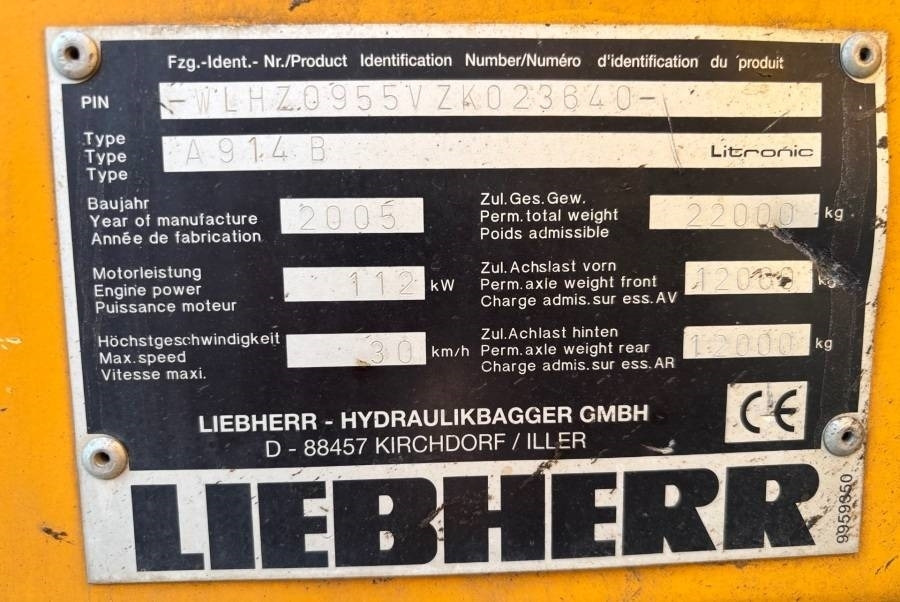 Fzg.-Ident.- Nr./Product Identification Number/Numéro d'identification du produit
PIN -WLHZ0955VZK023640-
Type
Type A914 B Litronic
Type
Baujahr
Year of manufacture 2005
Année de fabrication
Zul.Ges.Gew.
Perm.total weight 22000 kg
Poids admissible
Motorleistung
Engine power 112 kW
Puissance moteur
Zul.Achslast vorn
Perm.axle weight front 12000 kg
Charge admis.sur ess.AV
Höchstgeschwindigkeit
Max.speed 30 km/h
Vitesse maxi.
Zul.Achlast hinten
Perm.axle weight rear 12000 kg
Charge admis.sur ess.AR
CE
LIEBHERR - HYDRAULIKBAGGER GMBH
D - 88457 KIRCHDORF / ILLER
LIEBHERR
9959850